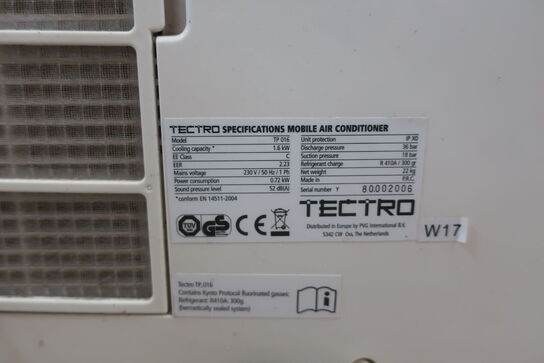 TECTRO SPECIFICATIONS MOBILE AIR CONDITIONER
Model TP 016
Cooling capacity * 1.6 kW
EE Class C
EER 2.23
Mains voltage 230 V / 50 Hz / 1 Ph
Power consumption 0.72 kW
Sound pressure level 52 dB(A)
*conform EN 14511-2004
Unit protection IP X0
Discharge pressure 36 bar
Suction pressure 18 bar
Refrigerant charge R 410A / 300 gr
Net weight 22 kg
Made in P.R.C.
Serial number Y 80002006
TÜV GS CE
TECTRO
Distributed in Europe by PVG International B.V.
5342 CW Oss, The Netherlands
W17
Tectro TP 016
Contains Kyoto Protocol fluorinated gasses:
Refrigerant: R410A: 300g
(hermetically sealed system)